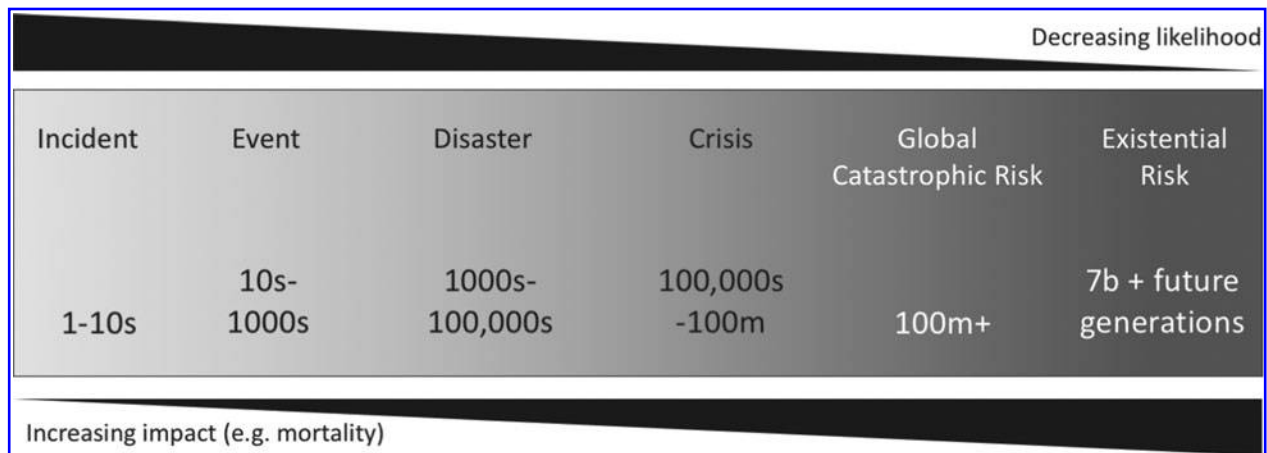 Decreasing likelihood
Incident Event Disaster Crisis Global Existential
Catastrophic Risk Risk
10s- 1000s- 100,000s 7b + future
1-10s 1000s 100,000s -100m 100m+ generations
Increasing impact (e.g. mortality)